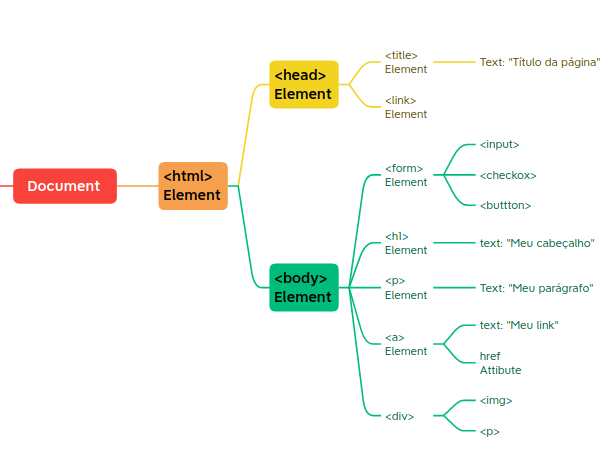 Document
<html>
Element
<head>
Element
<title>
Element
Text: "Título da página"
<link>
Element
<body>
Element
<form>
Element
<input>
<checkox>
<buttton>
<h1>
Element
text: "Meu cabeçalho"
<p>
Element
Text: "Meu parágrafo"
<a>
Element
text: "Meu link"
href
Attibute
<div>
<img>
<p>